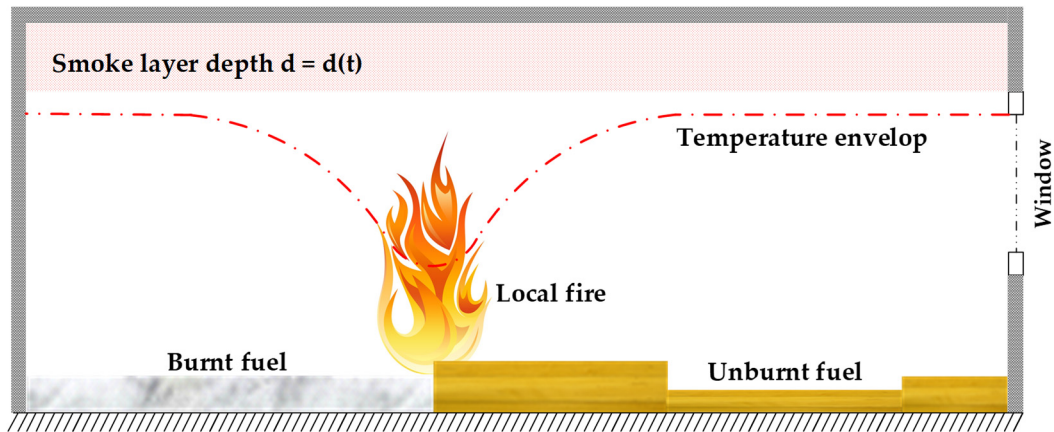 Smoke layer depth d = d(t)
Temperature envelop
Window
Local fire
Burnt fuel
Unburnt fuel